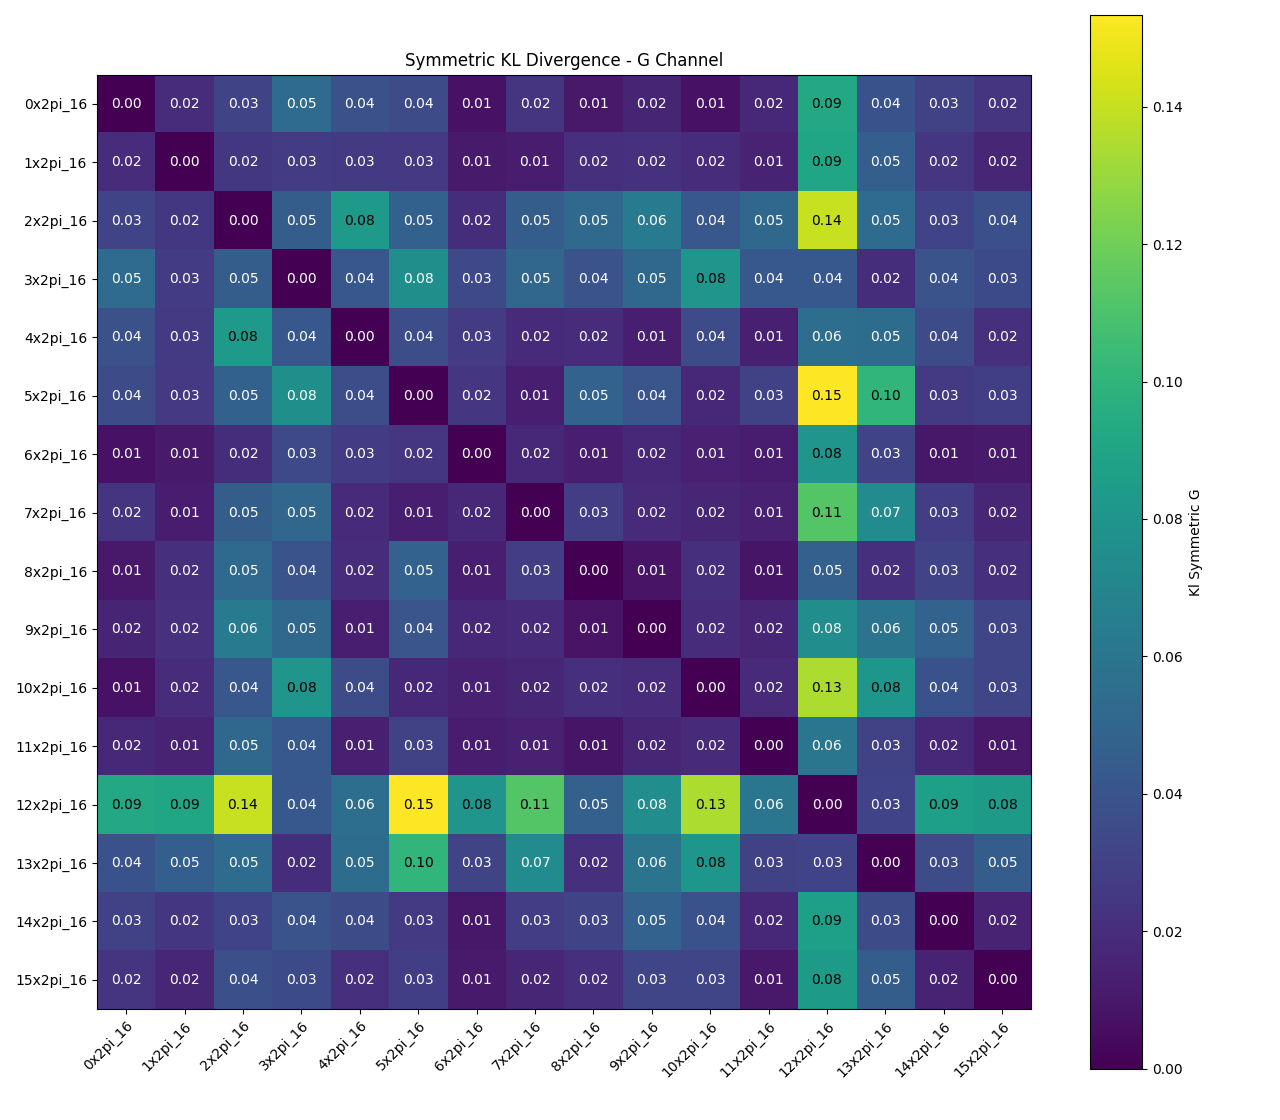 Symmetric KL Divergence - G Channel
0x2pi_16 0.00 0.02 0.03 0.05 0.04 0.04 0.01 0.02 0.01 0.02 0.01 0.02 0.09 0.04 0.03 0.02
1x2pi_16 0.02 0.00 0.02 0.03 0.03 0.03 0.01 0.01 0.02 0.02 0.02 0.01 0.09 0.05 0.02 0.02
2x2pi_16 0.03 0.02 0.00 0.05 0.08 0.05 0.02 0.05 0.05 0.06 0.04 0.05 0.14 0.05 0.03 0.04
3x2pi_16 0.05 0.03 0.05 0.00 0.04 0.08 0.03 0.05 0.04 0.05 0.08 0.04 0.04 0.02 0.04 0.03
4x2pi_16 0.04 0.03 0.08 0.04 0.00 0.04 0.03 0.02 0.02 0.01 0.04 0.01 0.06 0.05 0.04 0.02
5x2pi_16 0.04 0.03 0.05 0.08 0.04 0.00 0.02 0.01 0.05 0.04 0.02 0.03 0.15 0.10 0.03 0.03
6x2pi_16 0.01 0.01 0.02 0.03 0.03 0.02 0.00 0.02 0.01 0.02 0.01 0.01 0.08 0.03 0.01 0.01
7x2pi_16 0.02 0.01 0.05 0.05 0.02 0.01 0.02 0.00 0.03 0.02 0.02 0.01 0.11 0.07 0.03 0.02
8x2pi_16 0.01 0.02 0.05 0.04 0.02 0.05 0.01 0.03 0.00 0.01 0.02 0.01 0.05 0.02 0.03 0.02
9x2pi_16 0.02 0.02 0.06 0.05 0.01 0.04 0.02 0.02 0.01 0.00 0.02 0.02 0.08 0.06 0.05 0.03
10x2pi_16 0.01 0.02 0.04 0.08 0.04 0.02 0.01 0.02 0.02 0.02 0.00 0.02 0.13 0.08 0.04 0.03
11x2pi_16 0.02 0.01 0.05 0.04 0.01 0.03 0.01 0.01 0.01 0.02 0.02 0.00 0.06 0.03 0.02 0.01
12x2pi_16 0.09 0.09 0.14 0.04 0.06 0.15 0.08 0.11 0.05 0.08 0.13 0.06 0.00 0.03 0.09 0.08
13x2pi_16 0.04 0.05 0.05 0.02 0.05 0.10 0.03 0.07 0.02 0.06 0.08 0.03 0.03 0.00 0.03 0.05
14x2pi_16 0.03 0.02 0.03 0.04 0.04 0.03 0.01 0.03 0.03 0.05 0.04 0.02 0.09 0.03 0.00 0.02
15x2pi_16 0.02 0.02 0.04 0.03 0.02 0.03 0.01 0.02 0.02 0.03 0.03 0.01 0.08 0.05 0.02 0.00
0x2pi_16 1x2pi_16 2x2pi_16 3x2pi_16 4x2pi_16 5x2pi_16 6x2pi_16 7x2pi_16 8x2pi_16 9x2pi_16 10x2pi_16 11x2pi_16 12x2pi_16 13x2pi_16 14x2pi_16 15x2pi_16
0.14
0.12
0.10
0.08
0.06
0.04
0.02
0.00
Kl Symmetric G